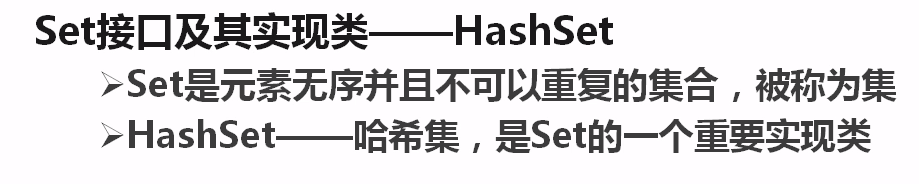 Set接口及其实现类——HashSet
➢Set是元素无序并且不可以重复的集合，被称为集
➢HashSet——哈希集，是Set的一个重要实现类